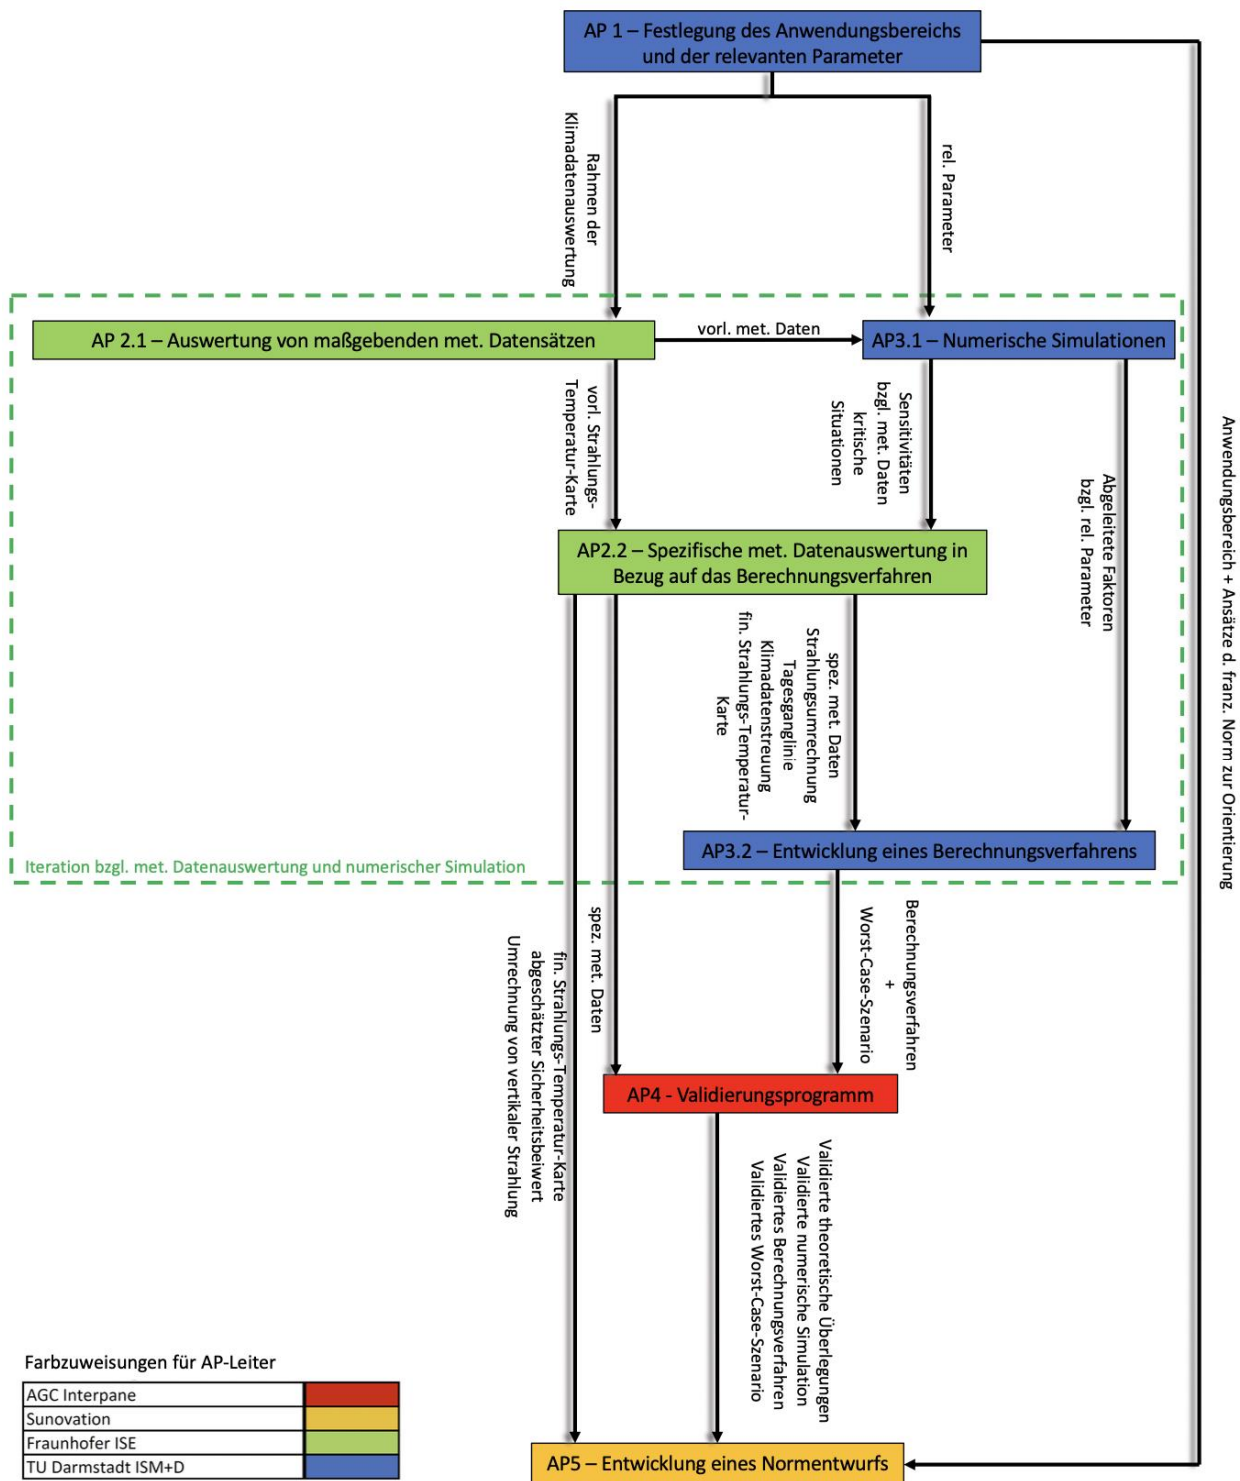 AP 1 – Festlegung des Anwendungsbereichs
und der relevanten Parameter
Rahmen der
Klimadatenauswertung
rel. Parameter
AP 2.1 – Auswertung von maßgebenden met. Datensätzen
vorl. met. Daten
AP3.1 – Numerische Simulationen
vorl. Strahlungs-
Temperatur-Karte
Sensitivitäten
bzgl. met. Daten
kritische
Situationen
Abgeleitete Faktoren
bzgl. rel. Parameter
Anwendungsbereich + Ansätze d. franz. Norm zur Orientierung
AP2.2 – Spezifische met. Datenauswertung in
Bezug auf das Berechnungsverfahren
spez. met. Daten
Strahlungsumrechnung
Tagesganglinie
Klimadatenstreuung
fin. Strahlungs-Temperatur-
Karte
AP3.2 – Entwicklung eines Berechnungsverfahrens
Iteration bzgl. met. Datenauswertung und numerischer Simulation
spez. met. Daten
fin. Strahlungs-Temperatur-Karte
abgeschätzter Sicherheitsbeiwert
Umrechnung von vertikaler Strahlung
Berechnungsverfahren
+
Worst-Case-Szenario
AP4 - Validierungsprogramm
Validierte theoretische Überlegungen
Validierte numerische Simulation
Validiertes Berechnungsverfahren
Validiertes Worst-Case-Szenario
AP5 – Entwicklung eines Normentwurfs
Farbzuweisungen für AP-Leiter
AGC Interpane
Sunovation
Fraunhofer ISE
TU Darmstadt ISM+D